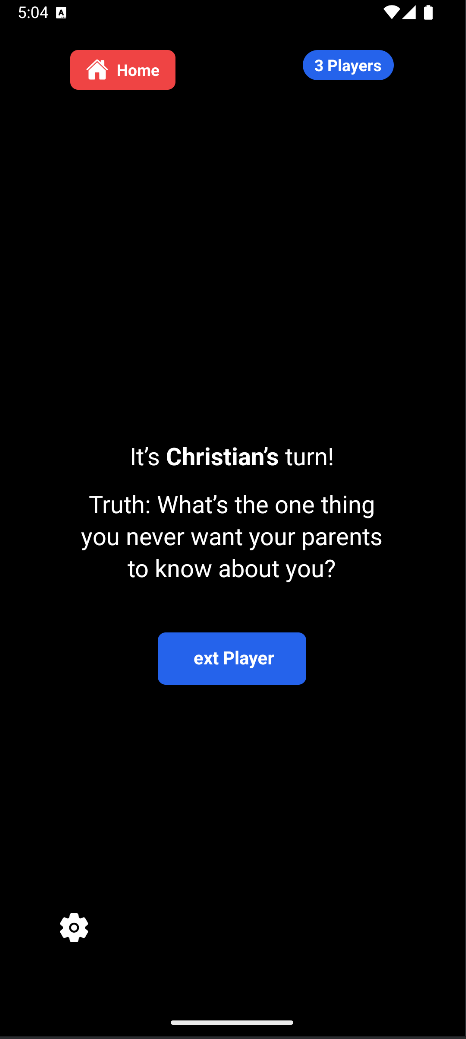 5:04
Home
3 Players
It’s Christian’s turn!
Truth: What’s the one thing
you never want your parents
to know about you?
ext Player